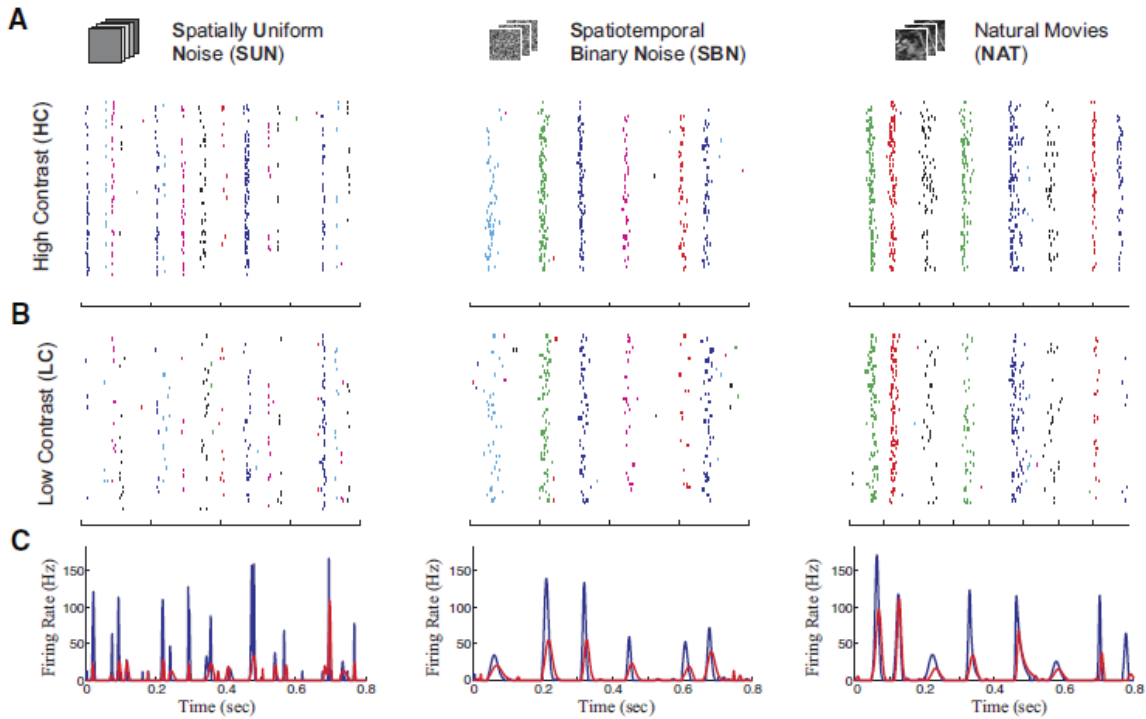 A
Spatially Uniform
Noise (SUN)
Spatiotemporal
Binary Noise (SBN)
Natural Movies
(NAT)
High Contrast (HC)
B
Low Contrast (LC)
C
Firing Rate (Hz)
150
100
50
0
0 0.2 0.4 0.6 0.8
Time (sec)
Firing Rate (Hz)
150
100
50
0
0 0.2 0.4 0.6 0.8
Time (sec)
Firing Rate (Hz)
150
100
50
0
0 0.2 0.4 0.6 0.8
Time (sec)